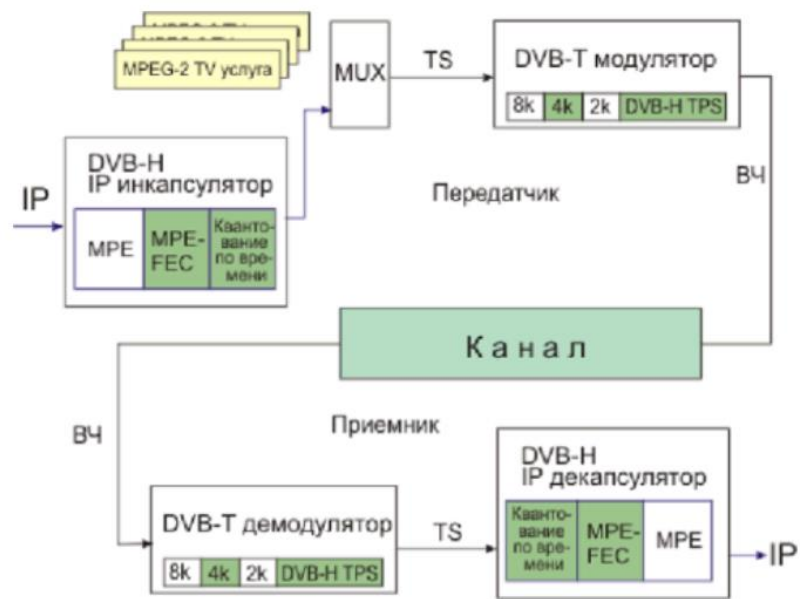 MPEG-2 TV услуга
MUX
TS
DVB-T модулятор
8k 4k 2k DVB-H TPS
ВЧ
DVB-H
IP инкапсулятор
IP
MPE
MPE-
FEC
Кванто-
вание
по вре-
мени
Передатчик
Канал
ВЧ
Приемник
DVB-T демодулятор
8k 4k 2k DVB-H TPS
TS
DVB-H
IP декапсулятор
Кванто-
вание
по вре-
мени
MPE-
FEC
MPE
IP